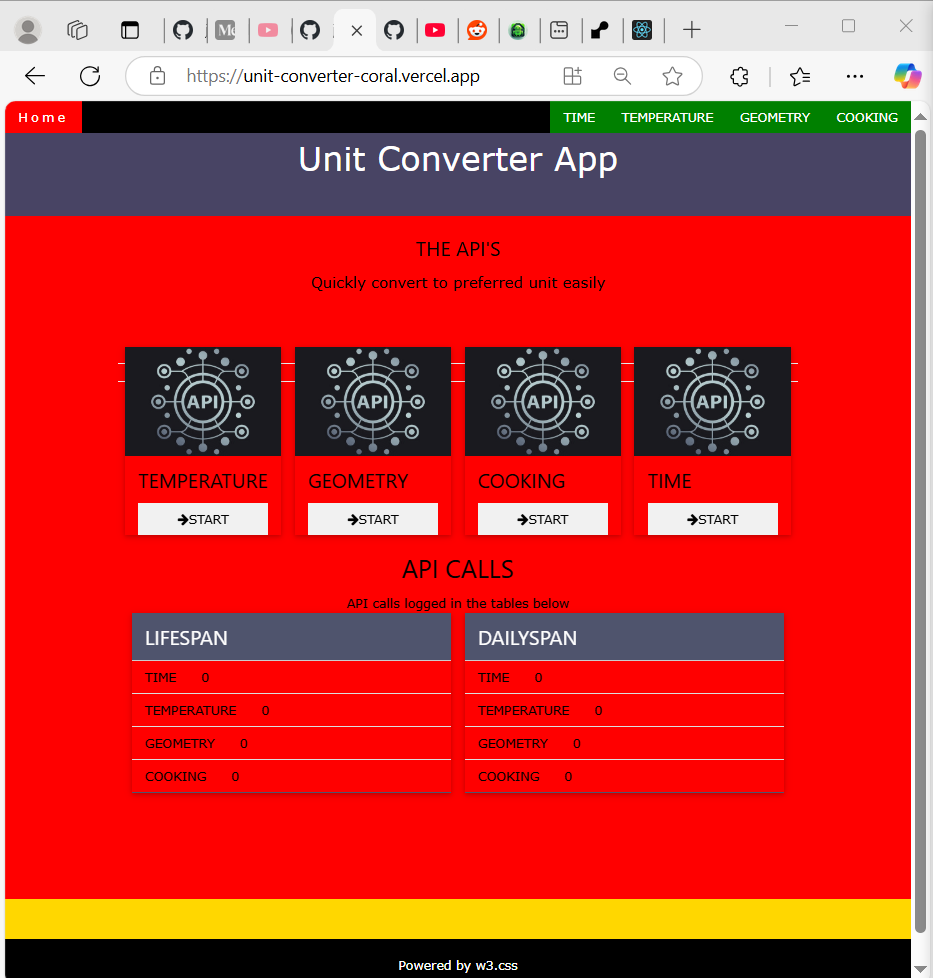 https://unit-converter-coral.vercel.app
Home TIME TEMPERATURE GEOMETRY COOKING
Unit Converter App
THE API'S
Quickly convert to preferred unit easily
API API API API
TEMPERATURE GEOMETRY COOKING TIME
START START START START
API CALLS
API calls logged in the tables below
LIFESPAN DAILYSPAN
TIME 0 TIME 0
TEMPERATURE 0 TEMPERATURE 0
GEOMETRY 0 GEOMETRY 0
COOKING 0 COOKING 0
Powered by w3.css